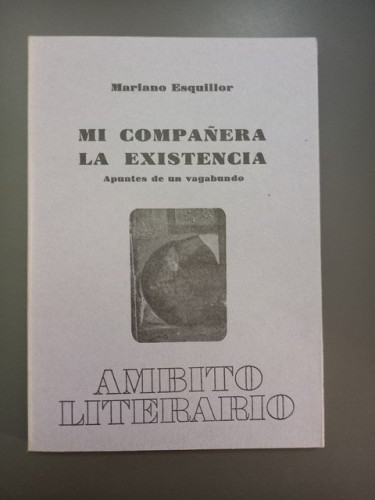 Mariano Esquillor
MI COMPAÑERA
LA EXISTENCIA
Apuntes de un vagabundo
AMBITO
LITERARIO